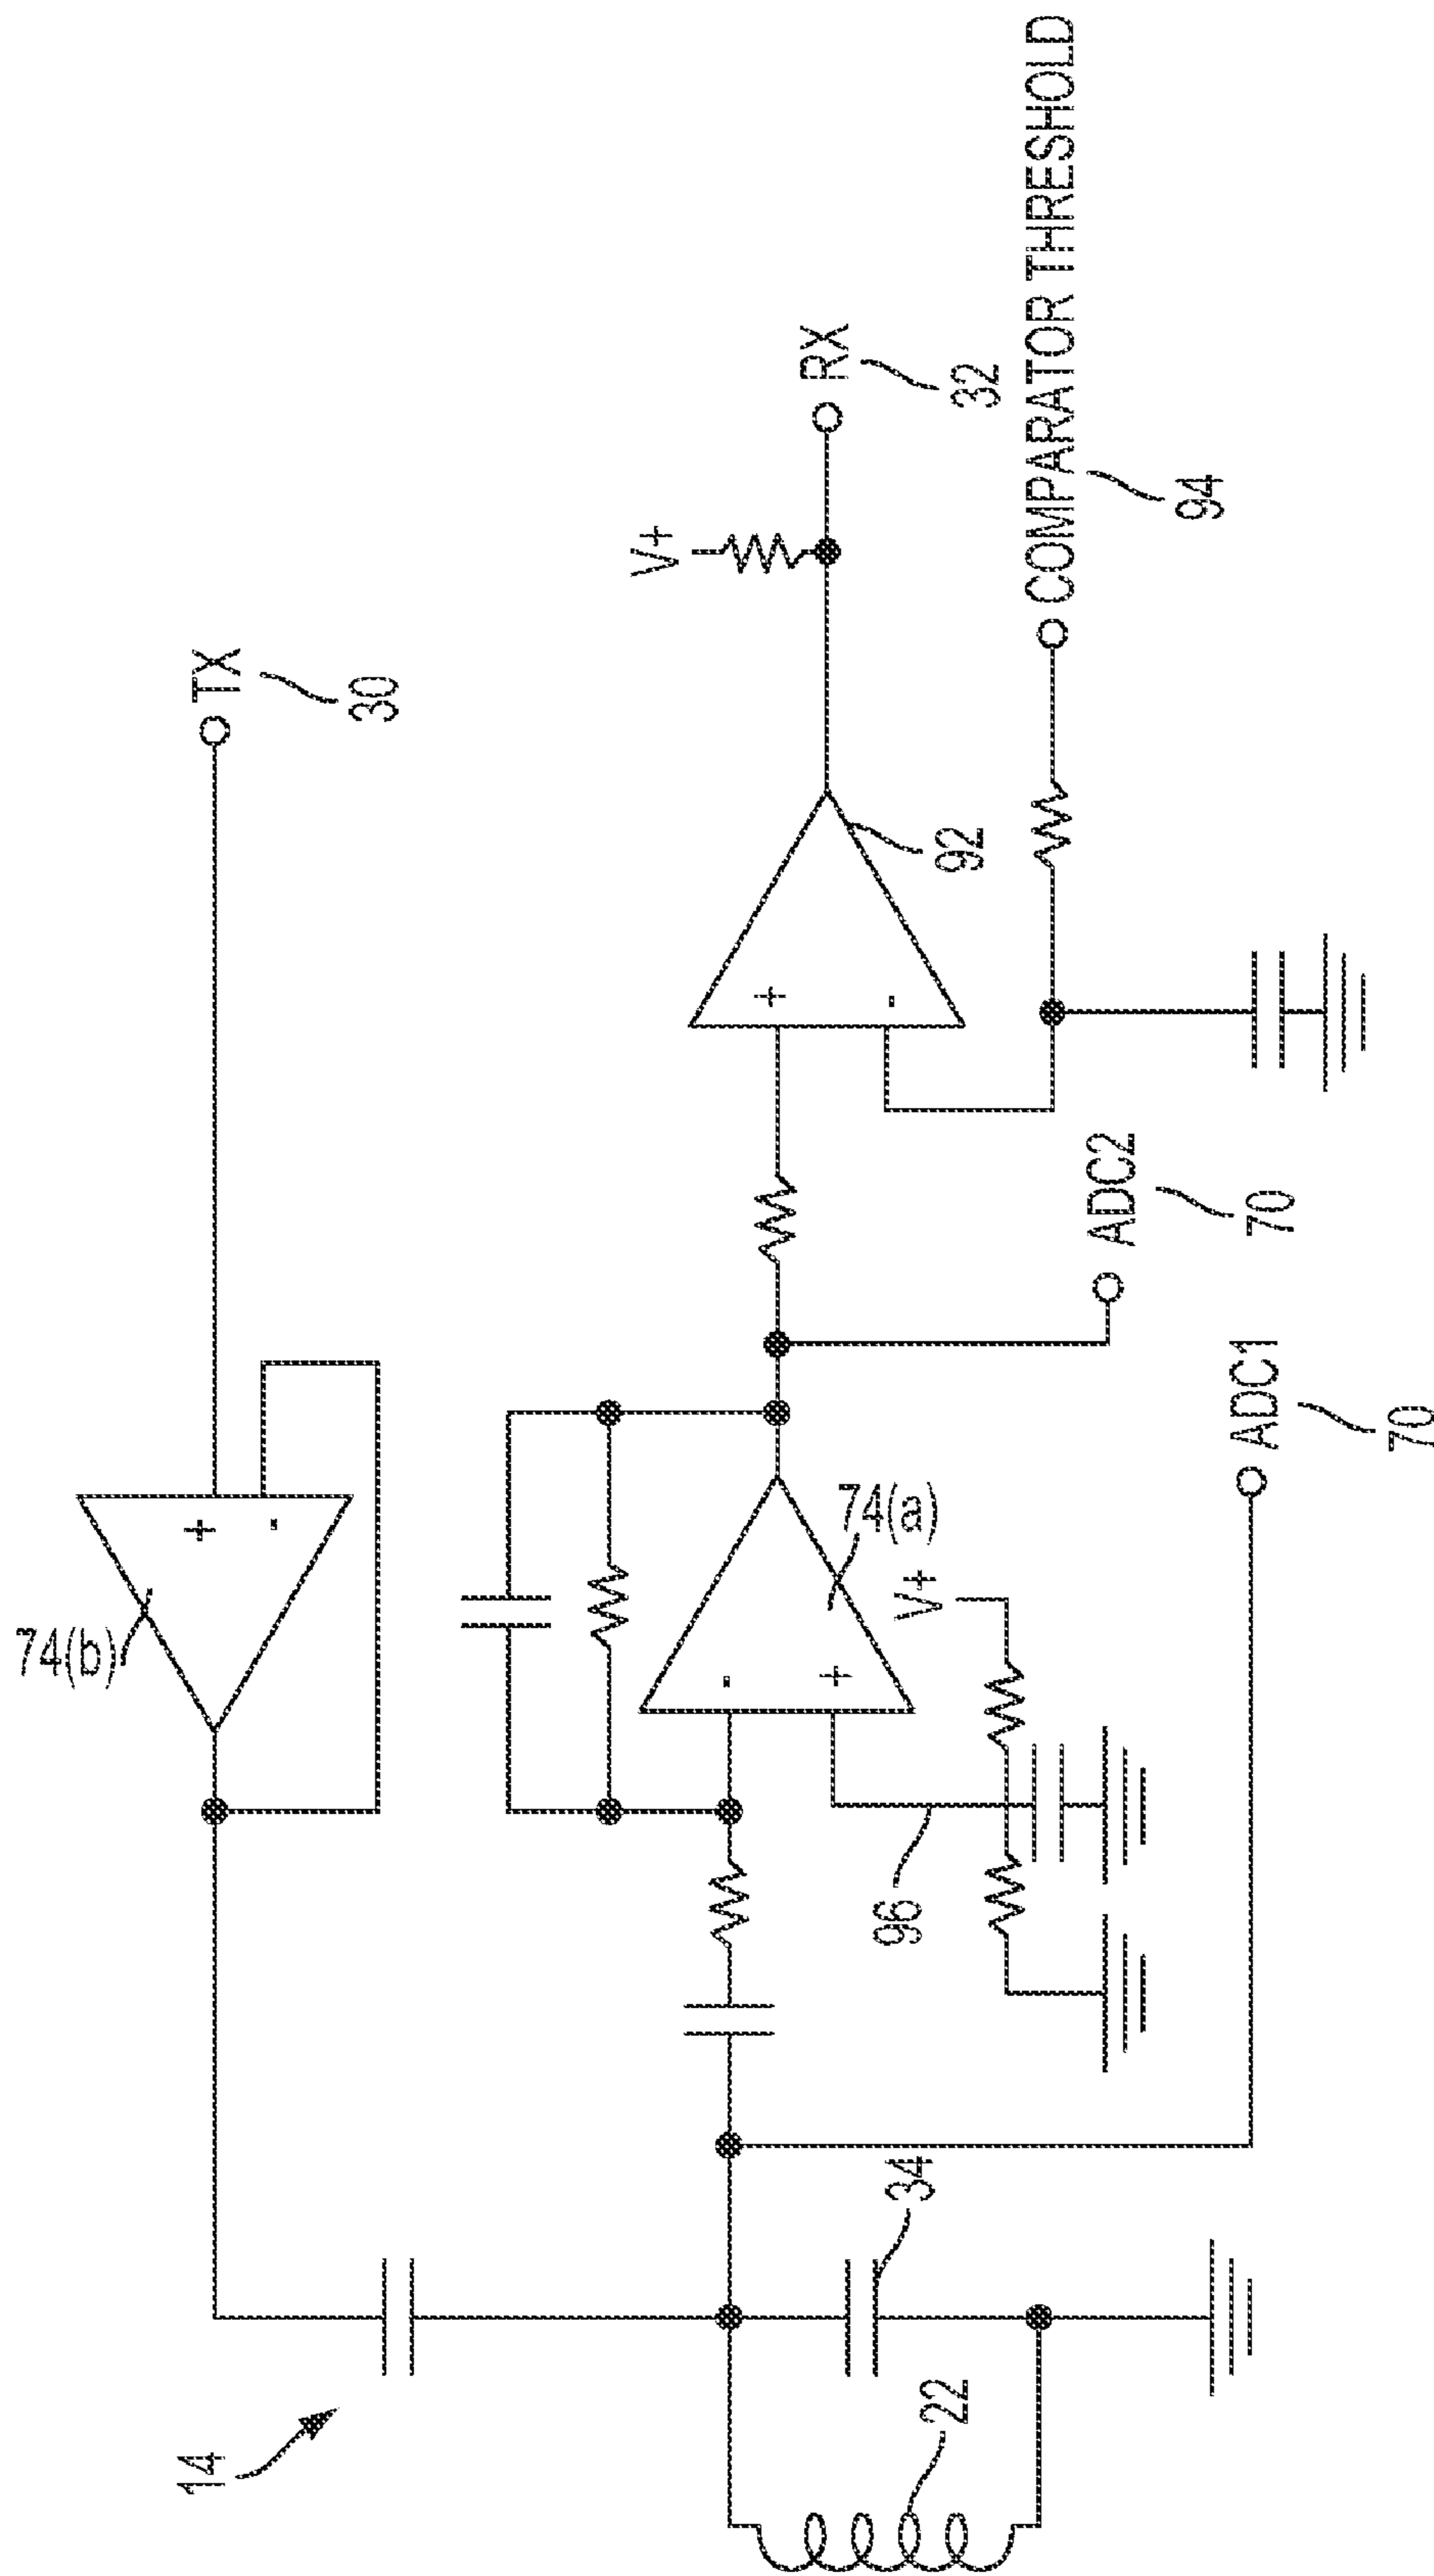 14
74(b)
+
-
TX
30
22
34
96
-
+
74(a)
V+
ADC1
70
ADC2
70
+
-
92
V+
RX
32
COMPARATOR THRESHOLD
94